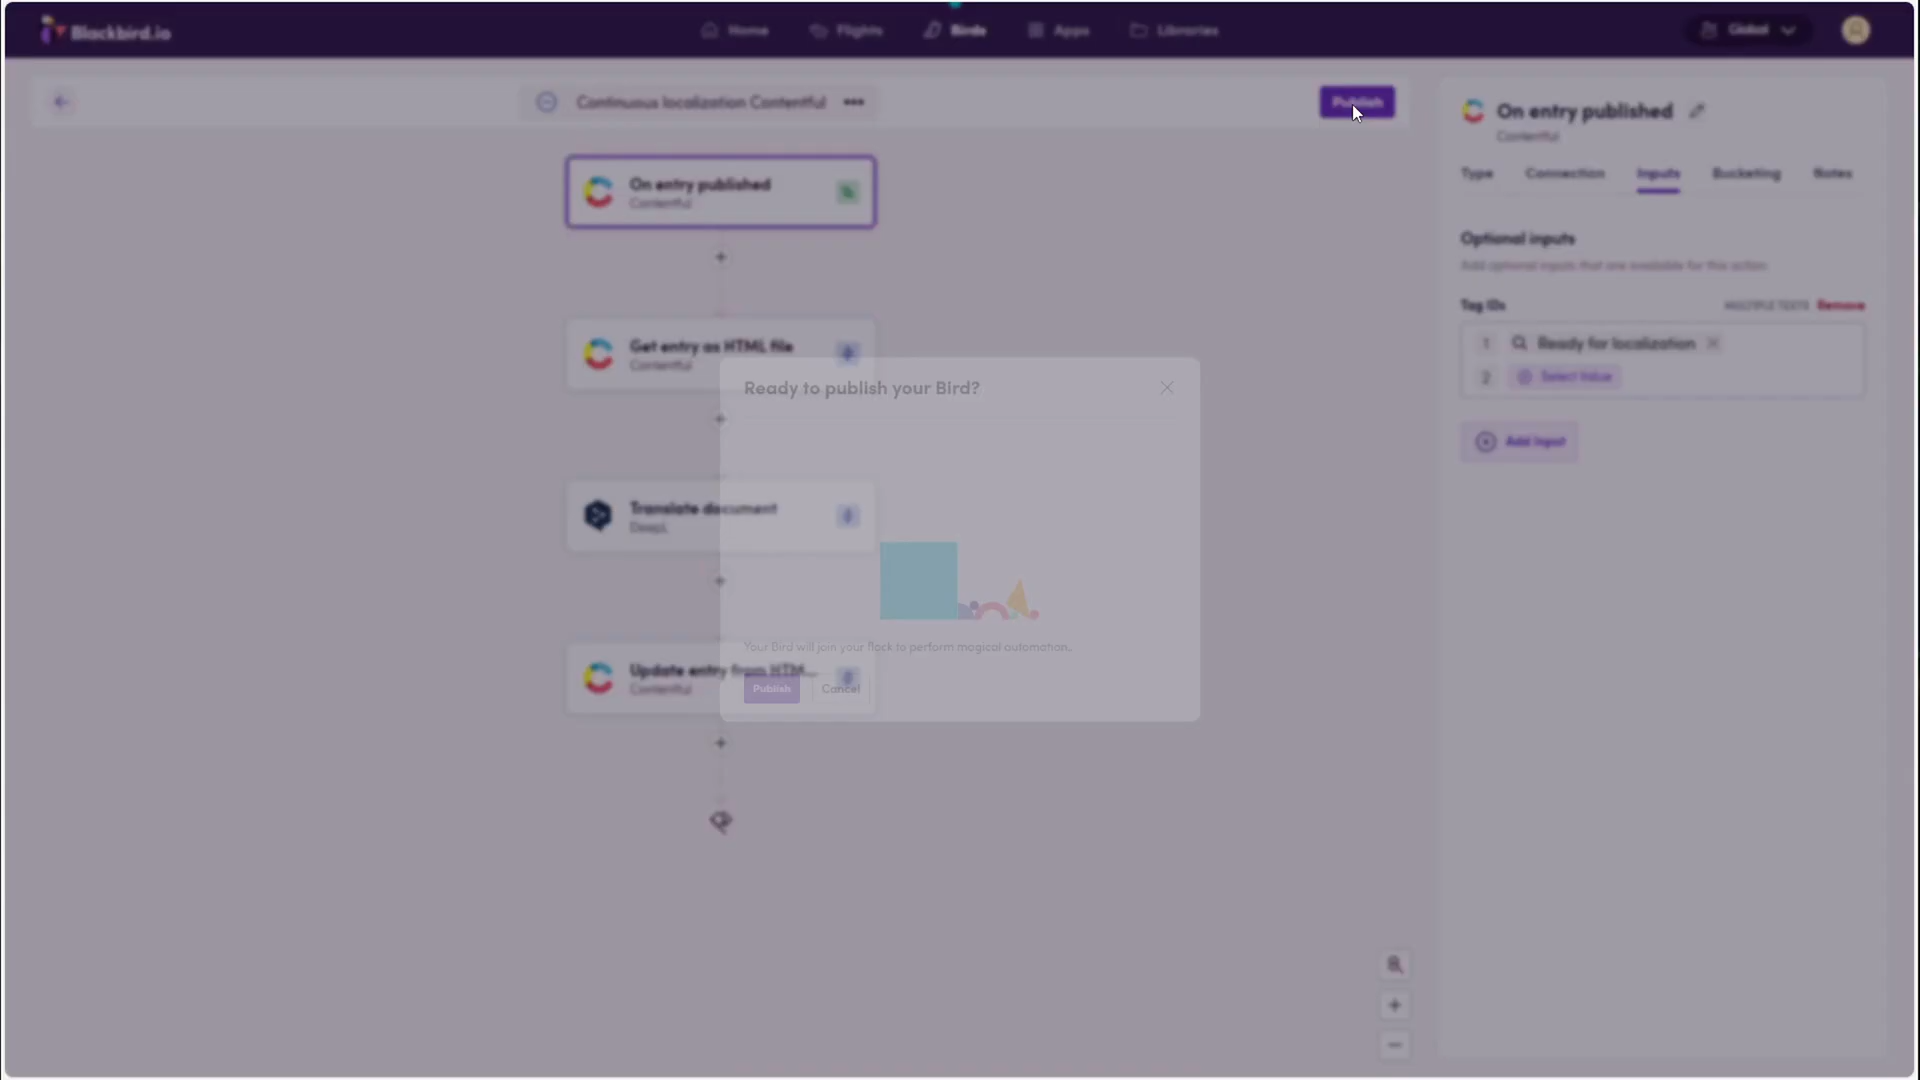 Blackbird.io
Home
Flights
Birds
Apps
Libraries
Global
Continuous localization Contentful
Publish
On entry published
Contentful
Get entry as HTML file
Contentful
Translate document
DeepL
Update entry from HTM...
Contentful
Ready to publish your Bird?
Your Bird will join your flock to perform magical automation.
Publish
Cancel
On entry published
Contentful
Type
Connection
Inputs
Bucketing
Notes
Optional inputs
Add optional inputs that are available for this action
Tag IDs
MULTIPLE TEXTS
Remove
1
Ready for localization
2
Select Value
Add input